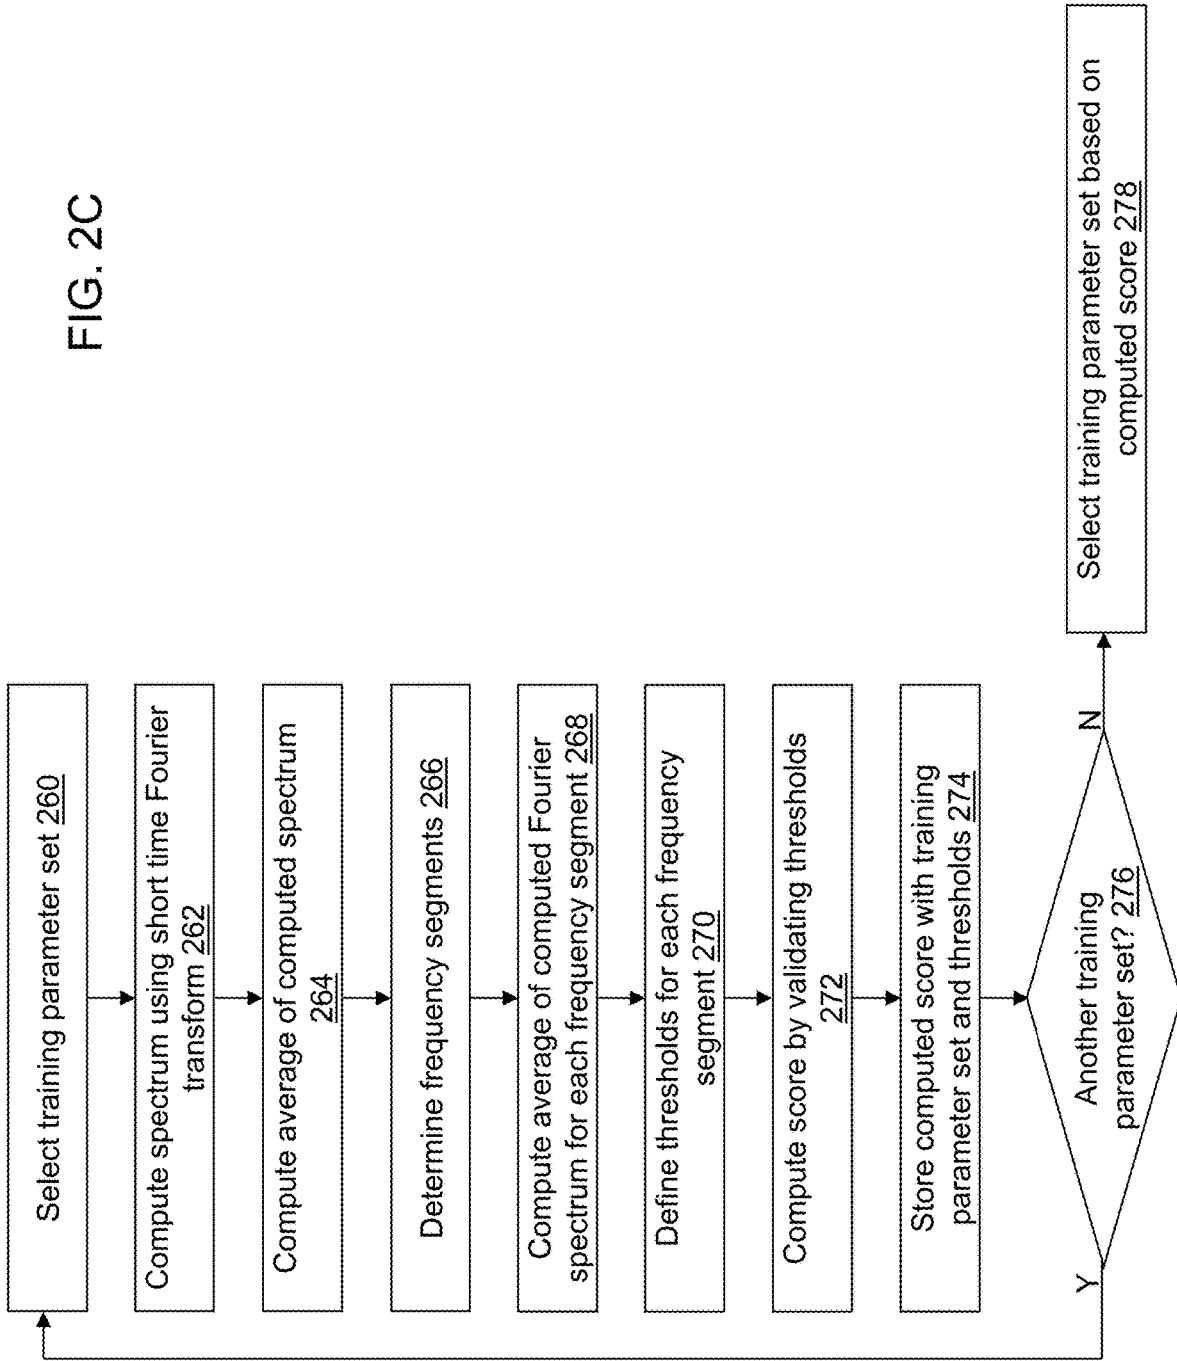 FIG. 2C
Select training parameter set 260
Compute spectrum using short time Fourier
transform 262
Compute average of computed spectrum
264
Determine frequency segments 266
Compute average of computed Fourier
spectrum for each frequency segment 268
Define thresholds for each frequency
segment 270
Compute score by validating thresholds
272
Store computed score with training
parameter set and thresholds 274
Another training
parameter set? 276
Y
N
Select training parameter set based on
computed score 278